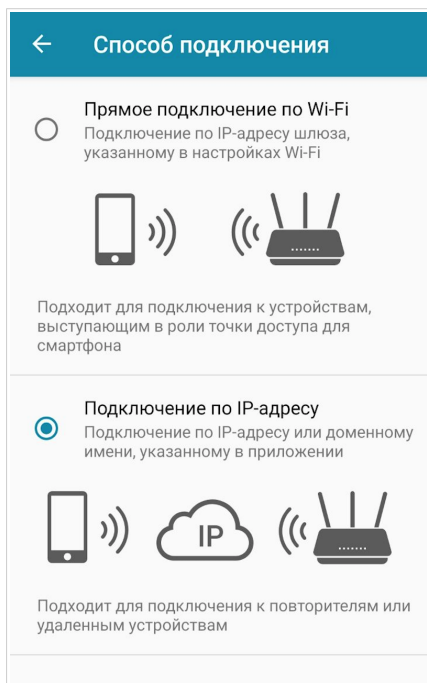 Способ подключения
Прямое подключение по Wi-Fi
Подключение по IP-адресу шлюза,
указанному в настройках Wi-Fi
Подходит для подключения к устройствам,
выступающим в роли точки доступа для
смартфона
Подключение по IP-адресу
Подключение по IP-адресу или доменному
имени, указанному в приложении
IP
Подходит для подключения к повторителям или
удаленным устройствам